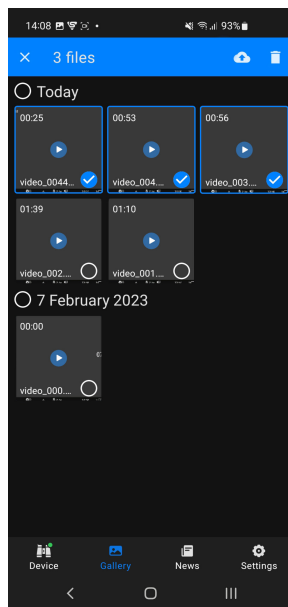 14:08 93%
3 files
Today
00:25 00:53 00:56
video_0044... video_004.... video_003....
01:39 01:10
video_002.... video_001....
7 February 2023
00:00
video_000....
Device Gallery News Settings